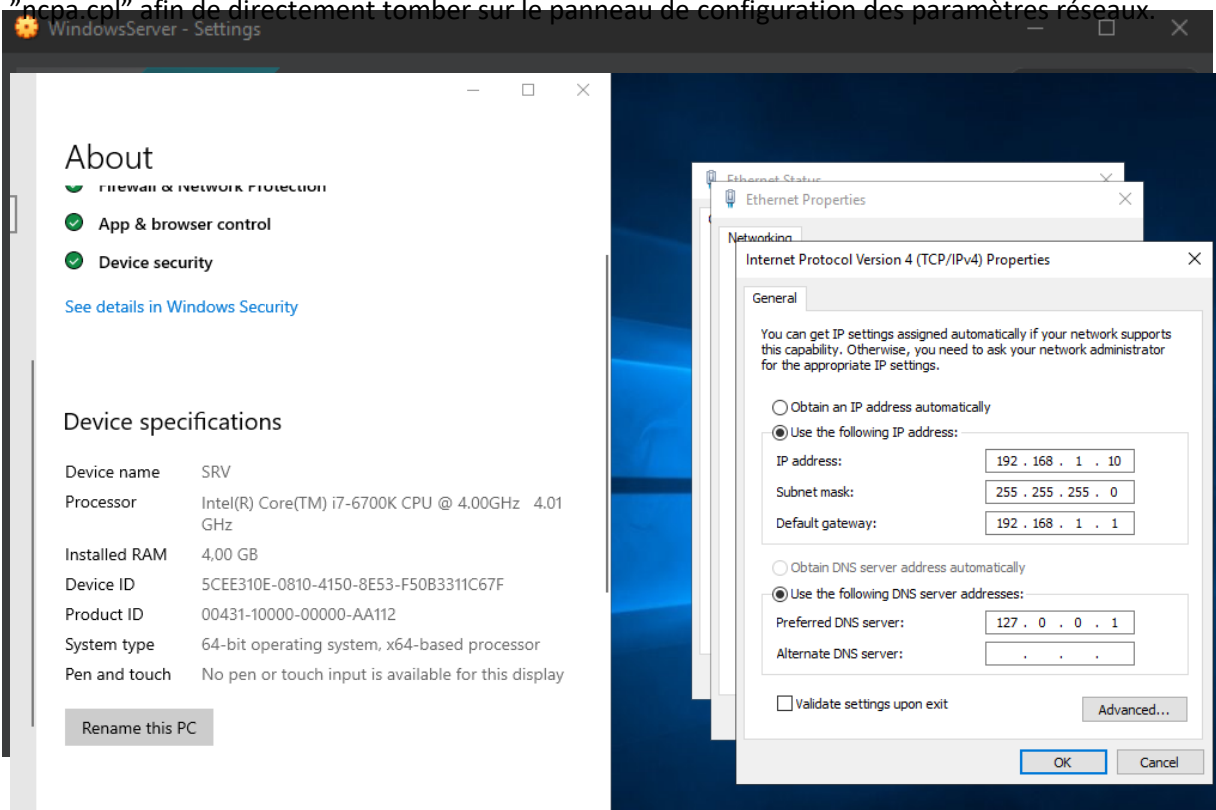 "ncpa.cpl" afin de directement tomber sur le panneau de configuration des paramètres réseaux.
WindowsServer - Settings
About
Firewall & Network Protection
App & browser control
Device security
See details in Windows Security
Device specifications
Device name SRV
Processor Intel(R) Core(TM) i7-6700K CPU @ 4.00GHz 4.01
GHz
Installed RAM 4,00 GB
Device ID 5CEE310E-0810-4150-8E53-F50B3311C67F
Product ID 00431-10000-00000-AA112
System type 64-bit operating system, x64-based processor
Pen and touch No pen or touch input is available for this display
Rename this PC
Ethernet Status
Ethernet Properties
Networking
Internet Protocol Version 4 (TCP/IPv4) Properties
General
You can get IP settings assigned automatically if your network supports
this capability. Otherwise, you need to ask your network administrator
for the appropriate IP settings.
Obtain an IP address automatically
Use the following IP address:
IP address: 192 . 168 . 1 . 10
Subnet mask: 255 . 255 . 255 . 0
Default gateway: 192 . 168 . 1 . 1
Obtain DNS server address automatically
Use the following DNS server addresses:
Preferred DNS server: 127 . 0 . 0 . 1
Alternate DNS server: . . .
Validate settings upon exit
Advanced...
OK Cancel